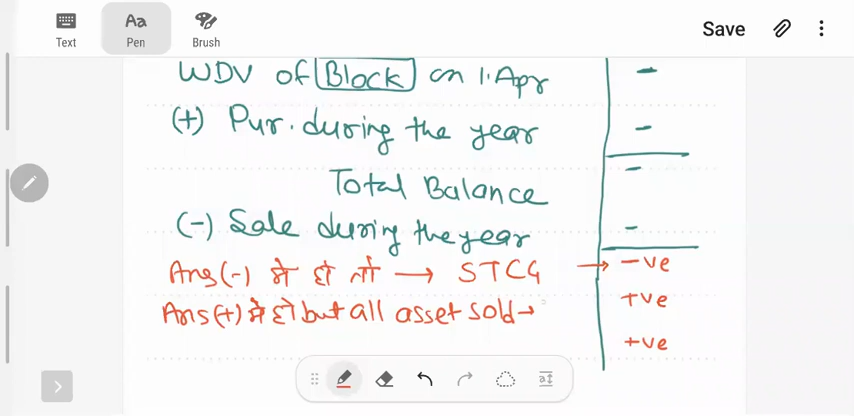 Text
Aa
Pen
Brush
Save
WDV of Block on 1. Apr
(+) Pur. during the year
Total Balance
(-) Sale during the year
Ans (-) में हो तो → STCG → -ve
Ans (+) में हो but all asset sold → +ve
+ve